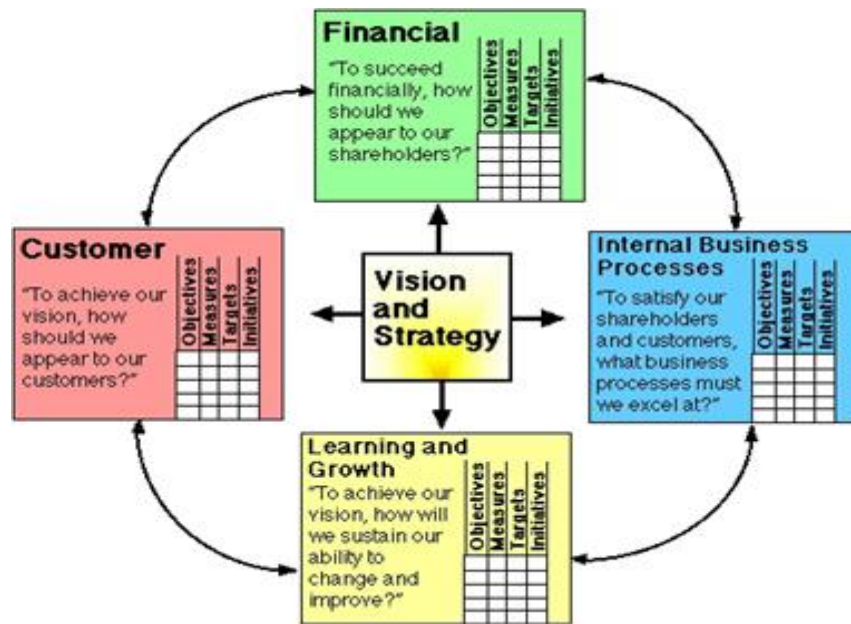 Financial
"To succeed
financially, how
should we
appear to our
shareholders?"
Objectives
Measures
Targets
Initiatives
Customer
"To achieve our
vision, how
should we
appear to our
customers?"
Objectives
Measures
Targets
Initiatives
Vision
and
Strategy
Internal Business
Processes
"To satisfy our
shareholders
and customers,
what business
processes must
we excel at?"
Objectives
Measures
Targets
Initiatives
Learning and
Growth
"To achieve our
vision, how will
we sustain our
ability to
change and
improve?"
Objectives
Measures
Targets
Initiatives